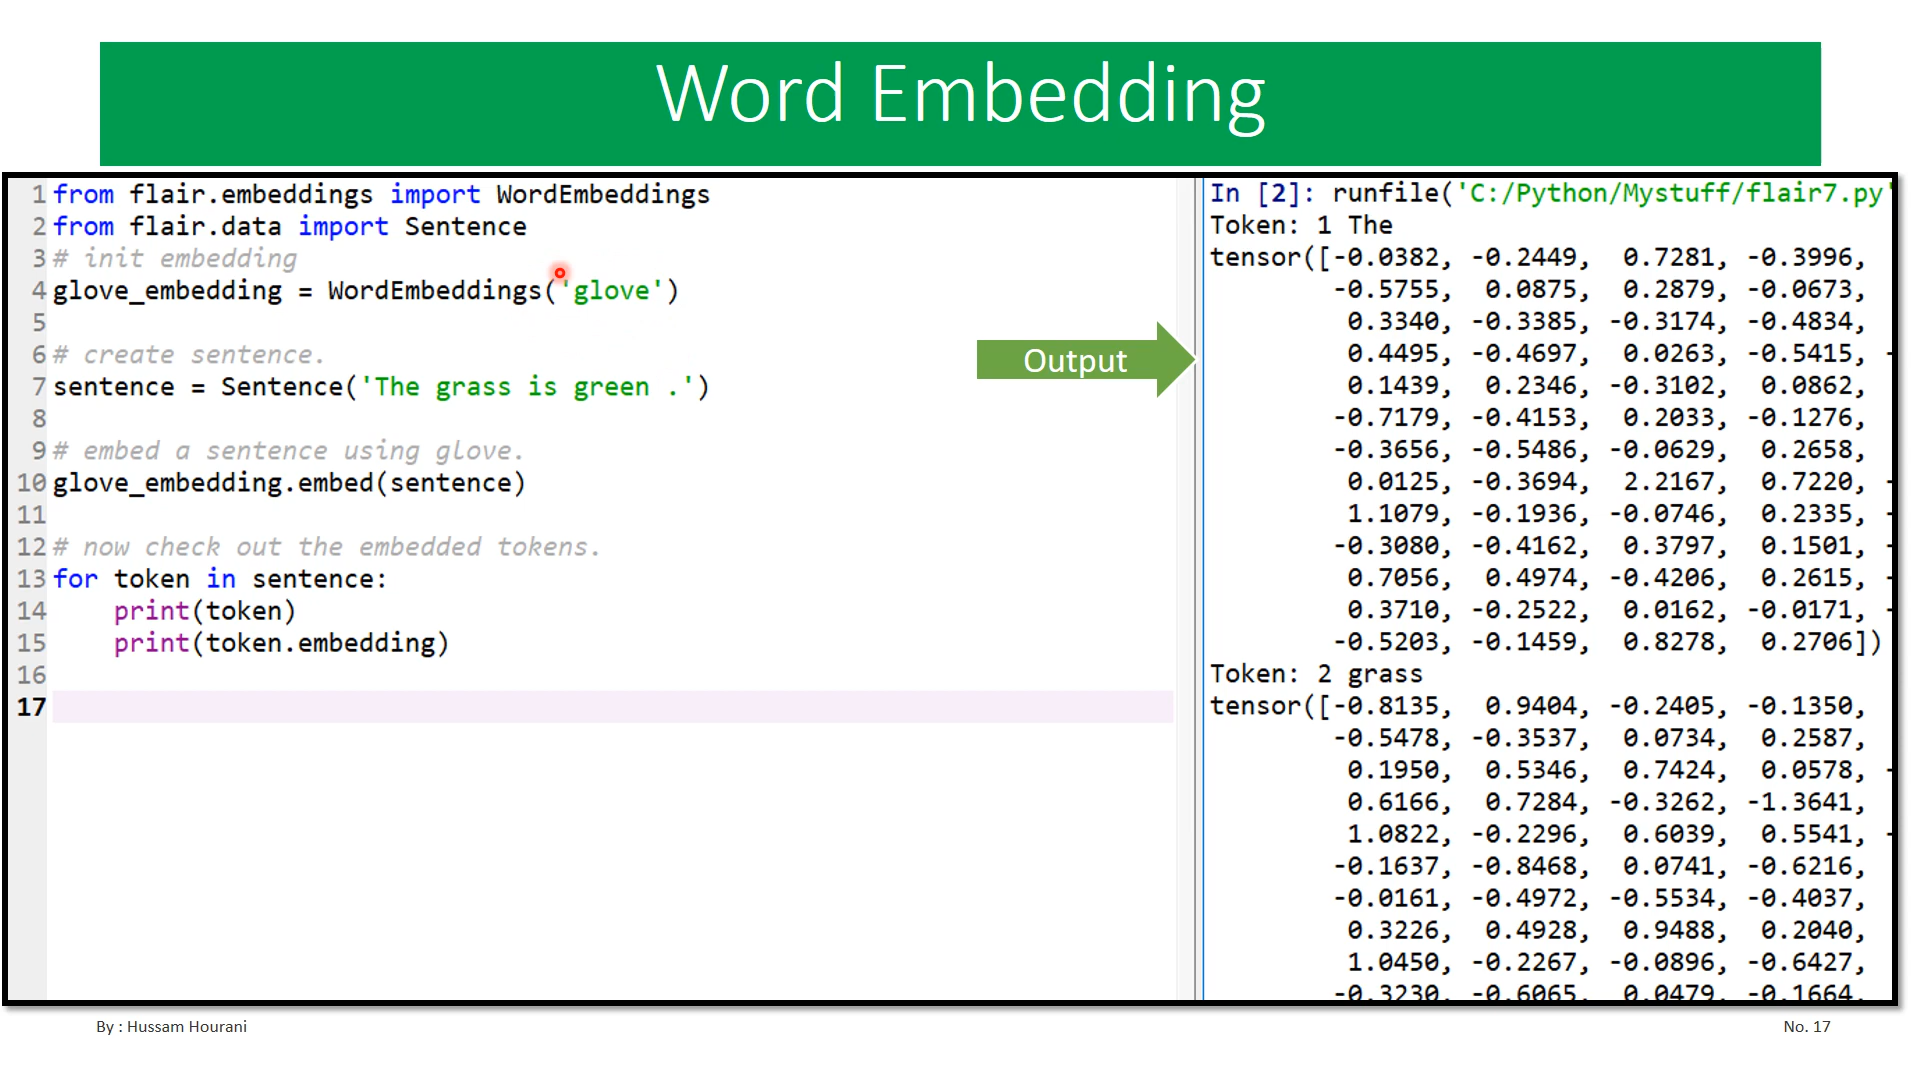 Word Embedding
1 from flair.embeddings import WordEmbeddings
2 from flair.data import Sentence
3 # init embedding
4 glove_embedding = WordEmbeddings('glove')
5
6 # create sentence.
7 sentence = Sentence('The grass is green .')
8
9 # embed a sentence using glove.
10 glove_embedding.embed(sentence)
11
12 # now check out the embedded tokens.
13 for token in sentence:
14     print(token)
15     print(token.embedding)
16
17
Output
In [2]: runfile('C:/Python/Mystuff/flair7.py'
Token: 1 The
tensor([-0.0382, -0.2449,  0.7281, -0.3996,
-0.5755,  0.0875,  0.2879, -0.0673,
0.3340, -0.3385, -0.3174, -0.4834,
0.4495, -0.4697,  0.0263, -0.5415, -
0.1439,  0.2346, -0.3102,  0.0862,
-0.7179, -0.4153,  0.2033, -0.1276,
-0.3656, -0.5486, -0.0629,  0.2658,
0.0125, -0.3694,  2.2167,  0.7220, -
1.1079, -0.1936, -0.0746,  0.2335, -
-0.3080, -0.4162,  0.3797,  0.1501, -
0.7056,  0.4974, -0.4206,  0.2615, -
0.3710, -0.2522,  0.0162, -0.0171, -
-0.5203, -0.1459,  0.8278,  0.2706])
Token: 2 grass
tensor([-0.8135,  0.9404, -0.2405, -0.1350,
-0.5478, -0.3537,  0.0734,  0.2587,
0.1950,  0.5346,  0.7424,  0.0578, -
0.6166,  0.7284, -0.3262, -1.3641,
1.0822, -0.2296,  0.6039,  0.5541, -
-0.1637, -0.8468,  0.0741, -0.6216,
-0.0161, -0.4972, -0.5534, -0.4037,
0.3226,  0.4928,  0.9488,  0.2040,
1.0450, -0.2267, -0.0896, -0.6427,
-0.3230, -0.6065,  0.0479, -0.1664,
By : Hussam Hourani
No. 17